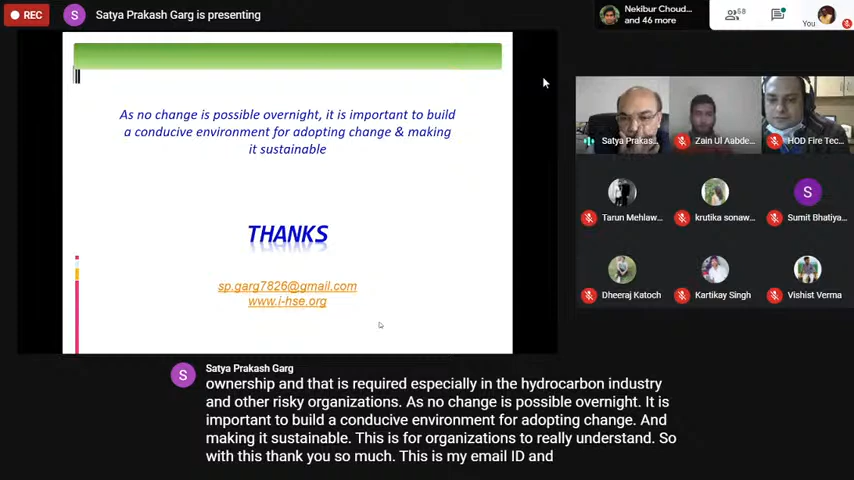 REC
S
Satya Prakash Garg is presenting
Nekibur Choud...
and 46 more
58
You
As no change is possible overnight, it is important to build
a conducive environment for adopting change & making
it sustainable
THANKS
sp.garg7826@gmail.com
www.i-hse.org
Satya Prakas...
Zain Ul Aabde...
HOD Fire Tec...
Tarun Mehlaw...
krutika sonaw...
S
Sumit Bhatiya...
Dheeraj Katoch
Kartikay Singh
Vishist Verma
S
Satya Prakash Garg
ownership and that is required especially in the hydrocarbon industry
and other risky organizations. As no change is possible overnight. It is
important to build a conducive environment for adopting change. And
making it sustainable. This is for organizations to really understand. So
with this thank you so much. This is my email ID and